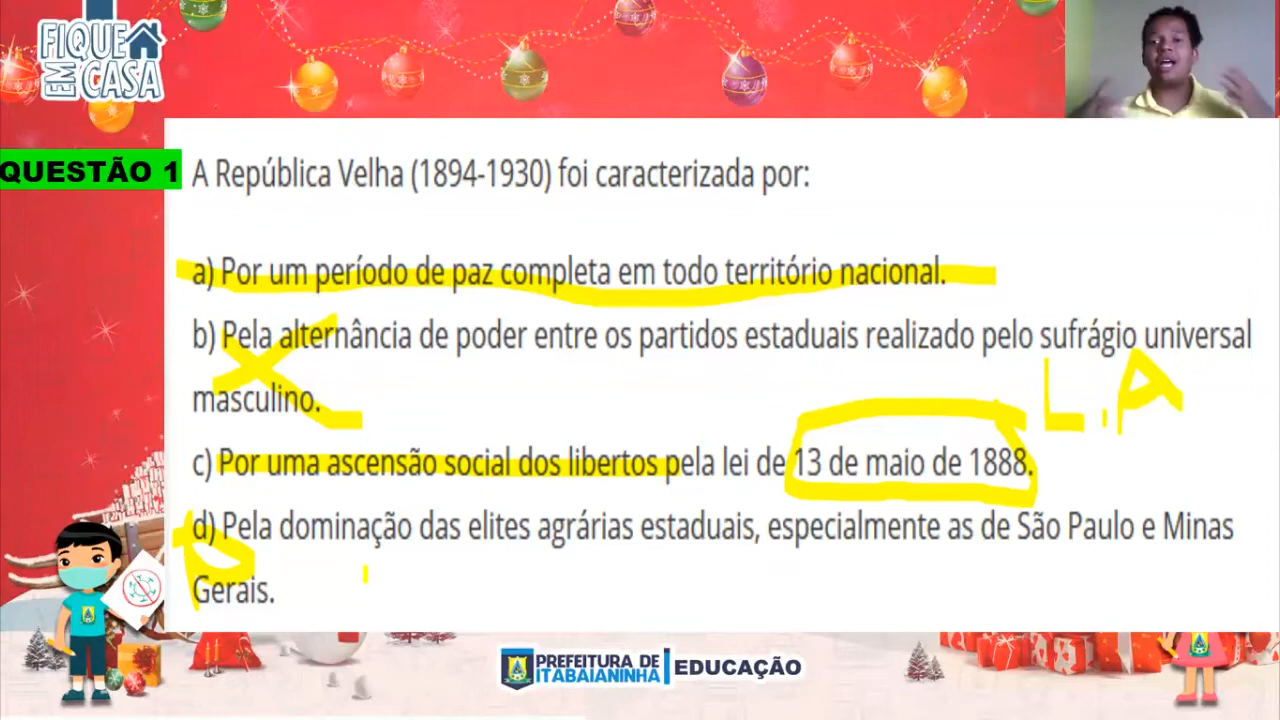 FIQUE
EM CASA
QUESTÃO 1
A República Velha (1894-1930) foi caracterizada por:
a) Por um período de paz completa em todo território nacional.
b) Pela alternância de poder entre os partidos estaduais realizado pelo sufrágio universal
masculino.
L.A
c) Por uma ascensão social dos libertos pela lei de 13 de maio de 1888.
d) Pela dominação das elites agrárias estaduais, especialmente as de São Paulo e Minas
Gerais.
PREFEITURA DE
ITABAIANINHA
EDUCAÇÃO